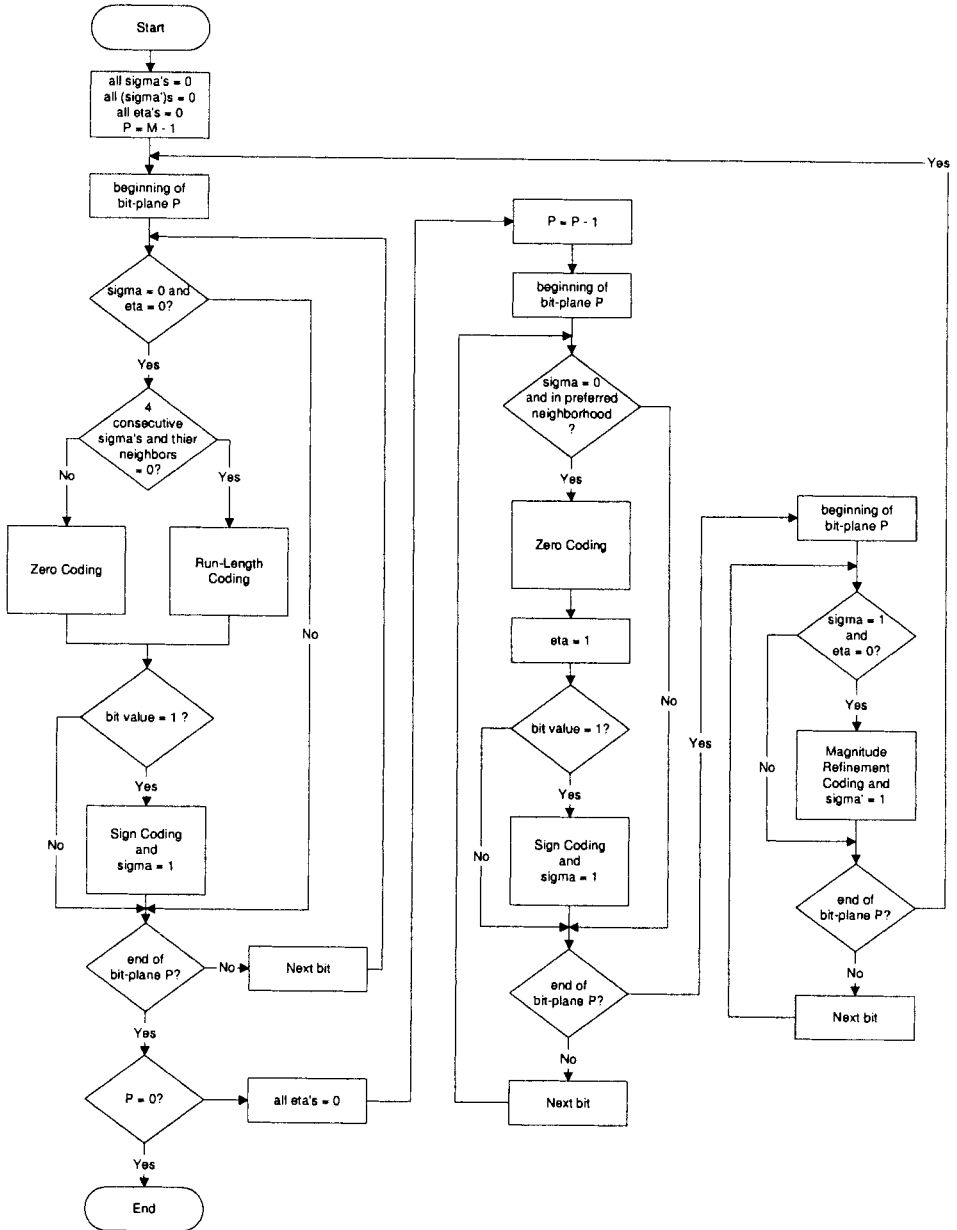 Start
all sigma's = 0
all (sigma')s = 0
all eta's = 0
P = M - 1
Yes
beginning of
bit-plane P
sigma = 0 and
eta = 0?
Yes
4
consecutive
sigma's and thier
neighbors
= 0?
No
Yes
Zero Coding
Run-Length
Coding
No
bit value = 1 ?
Yes
No
Sign Coding
and
sigma = 1
end of
bit-plane P?
No
Next bit
Yes
P = 0?
all eta's = 0
Yes
End
P = P - 1
beginning of
bit-plane P
sigma = 0
and in preferred
neighborhood
?
Yes
Zero Coding
eta = 1
No
bit value = 1?
Yes
No
Sign Coding
and
sigma = 1
end of
bit-plane P?
Yes
No
Next bit
beginning of
bit-plane P
sigma = 1
and
eta = 0?
Yes
No
Magnitude
Refinement
Coding and
sigma' = 1
end of
bit-plane P?
No
Next bit